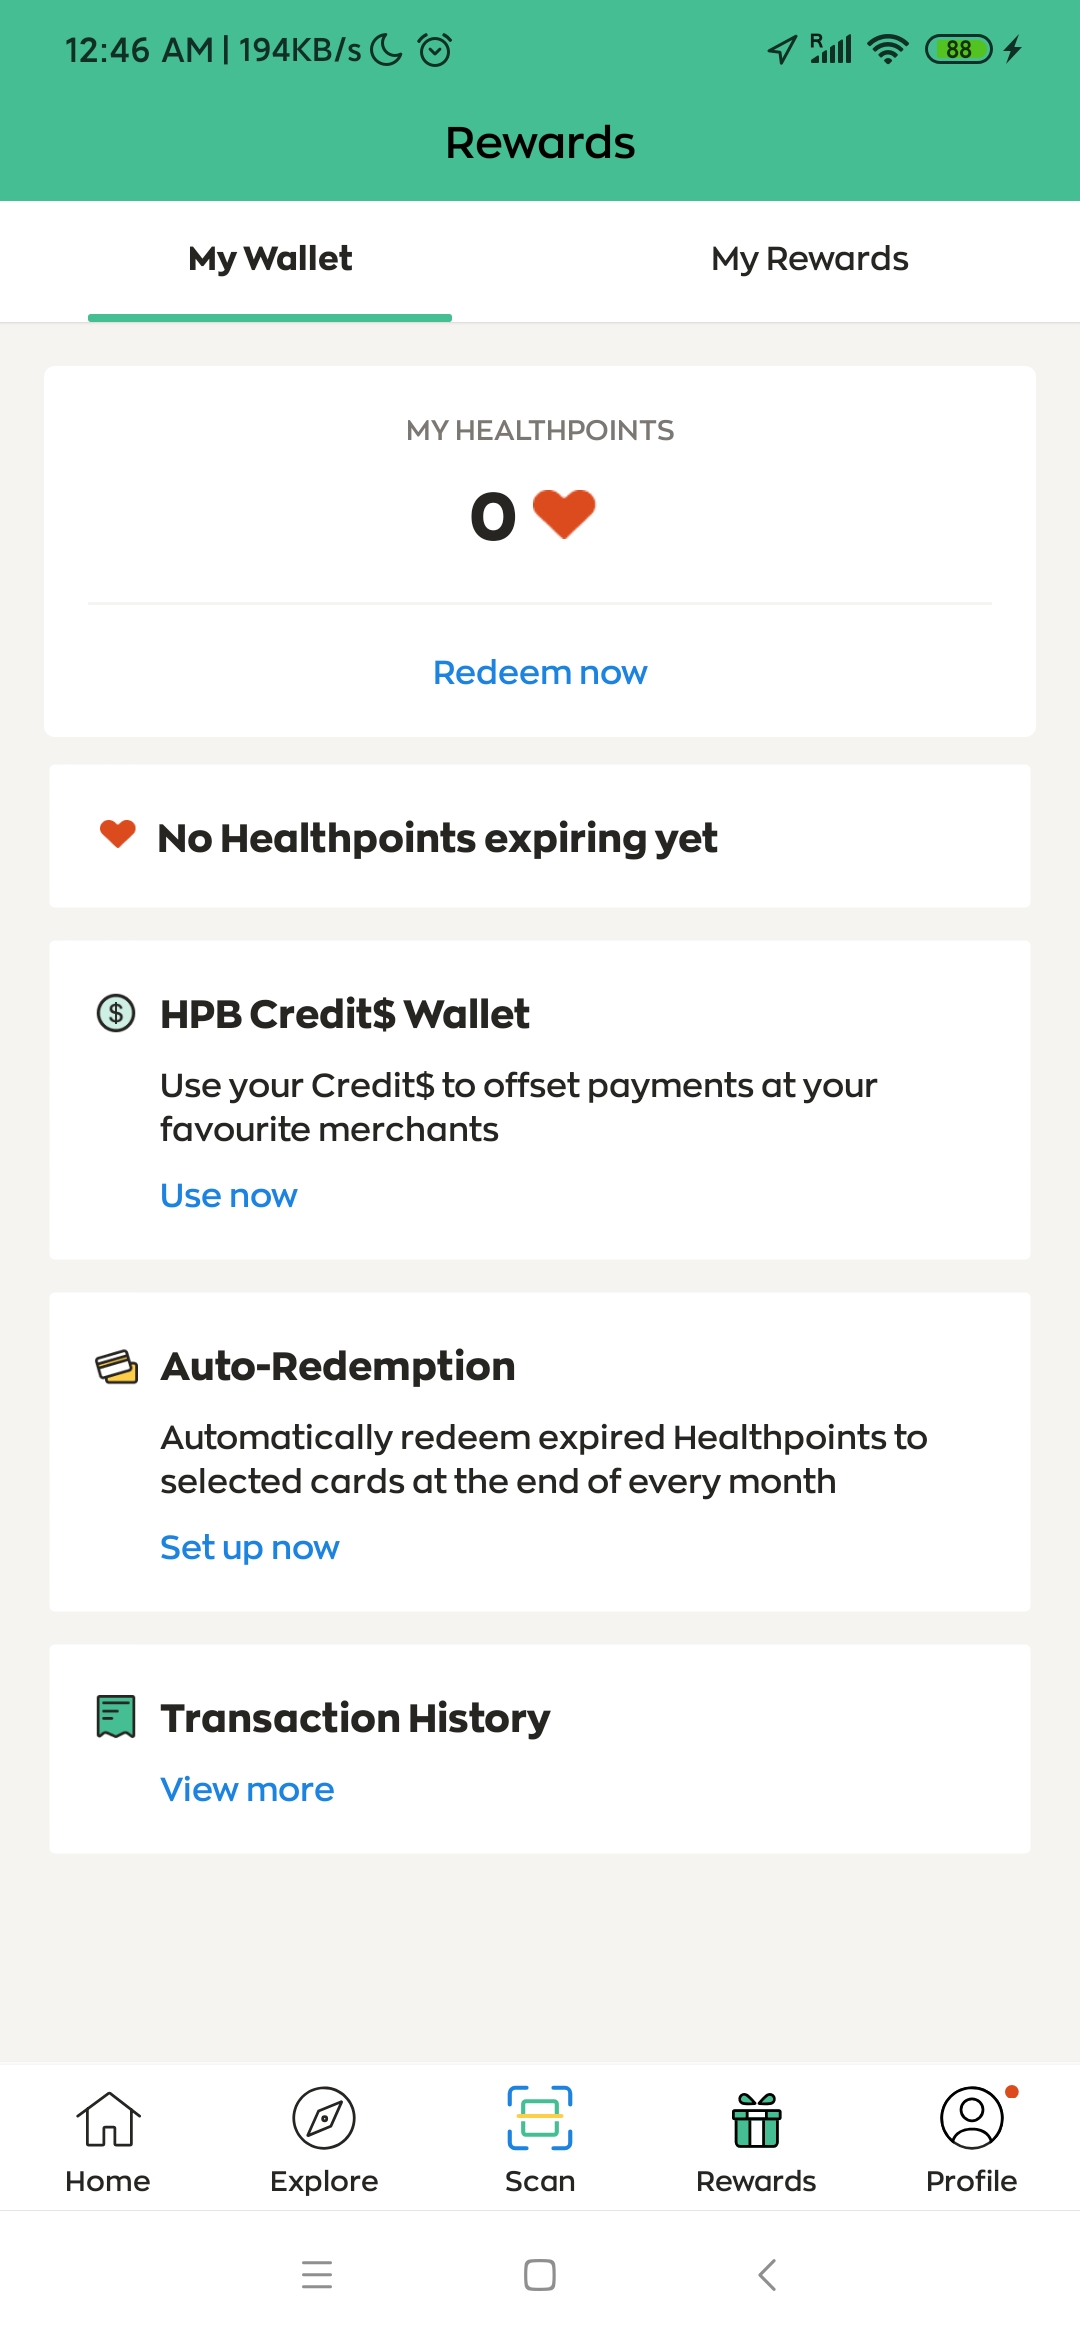 12:46 AM | 194KB/s
R
88
Rewards
My Wallet
My Rewards
MY HEALTHPOINTS
0
Redeem now
No Healthpoints expiring yet
$
HPB Credit$ Wallet
Use your Credit$ to offset payments at your
favourite merchants
Use now
Auto-Redemption
Automatically redeem expired Healthpoints to
selected cards at the end of every month
Set up now
Transaction History
View more
Home
Explore
Scan
Rewards
Profile